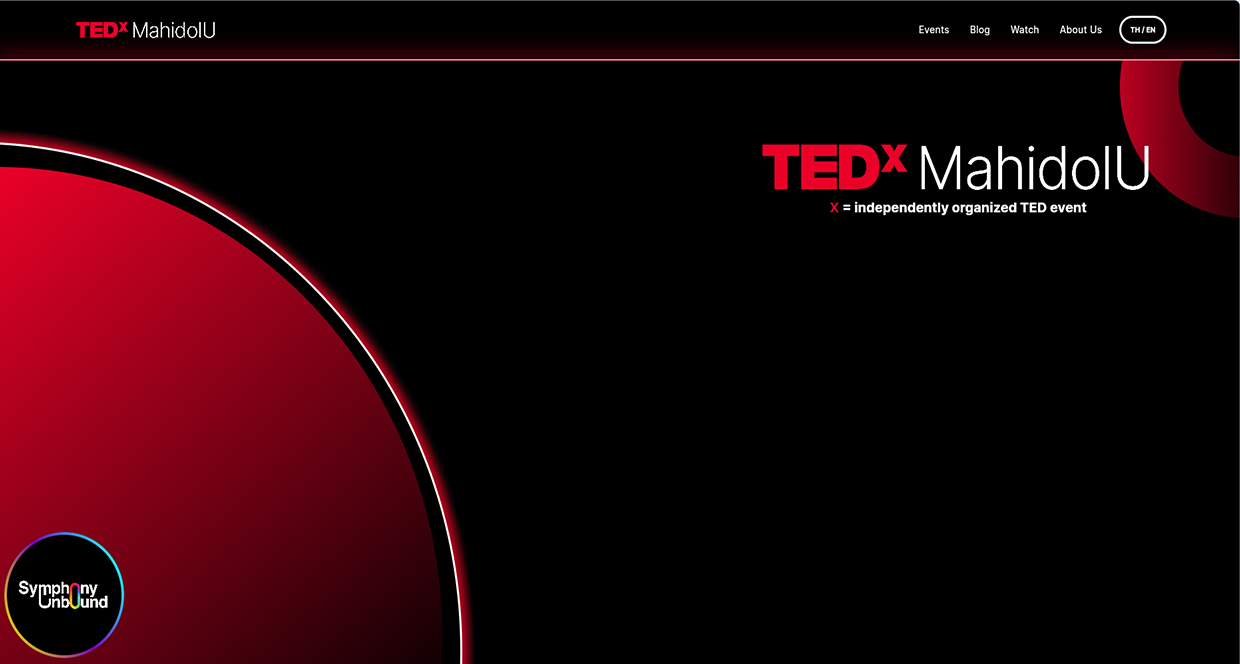 TEDx MahidolU
Events Blog Watch About Us TH / EN
TEDx MahidolU
X = independently organized TED event
Symphony
Unbound